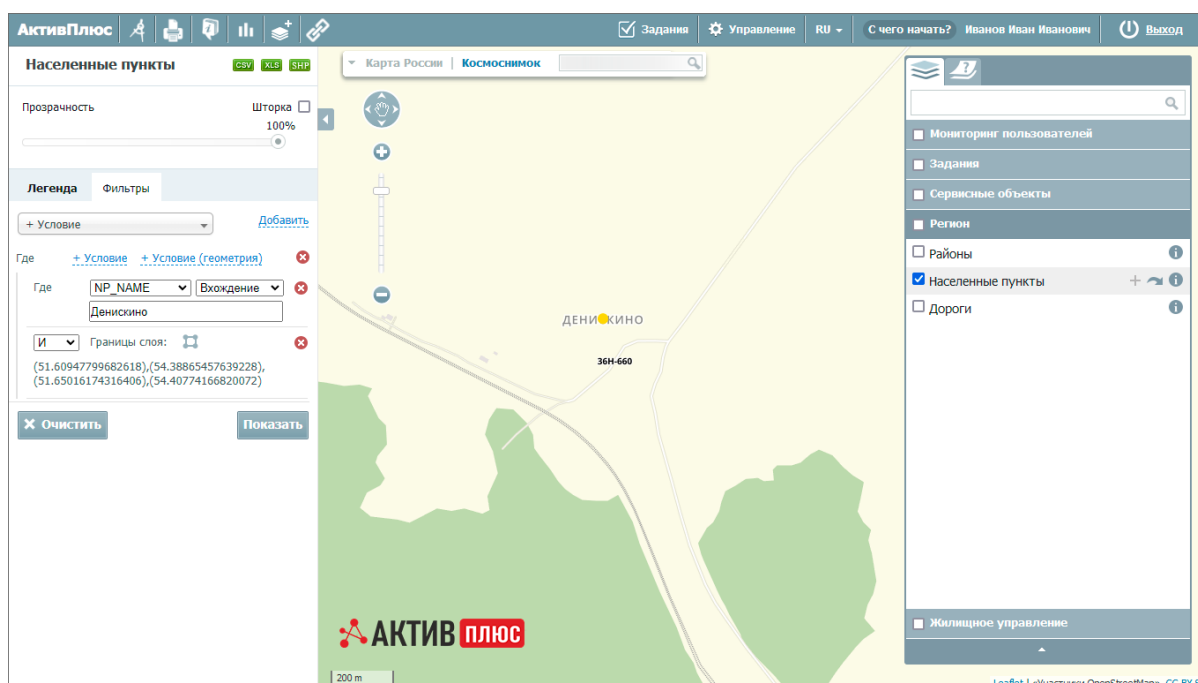 АктивПлюс
Задания
Управление
RU
С чего начать?
Иванов Иван Иванович
Выход
Населенные пункты
CSV XLS SHP
Прозрачность
Шторка
100%
Легенда
Фильтры
+ Условие
Добавить
Где + Условие + Условие (геометрия)
Где NP_NAME Вхождение
Денискино
И Границы слоя:
(51.60947799682618),(54.38865457639228),
(51.65016174316406),(54.40774166820072)
Очистить
Показать
Карта России | Космоснимок
ДЕНИСКИНО
36Н-660
АКТИВ ПЛЮС
200 m
Мониторинг пользователей
Задания
Сервисные объекты
Регион
Районы
Населенные пункты
Дороги
Жилищное управление